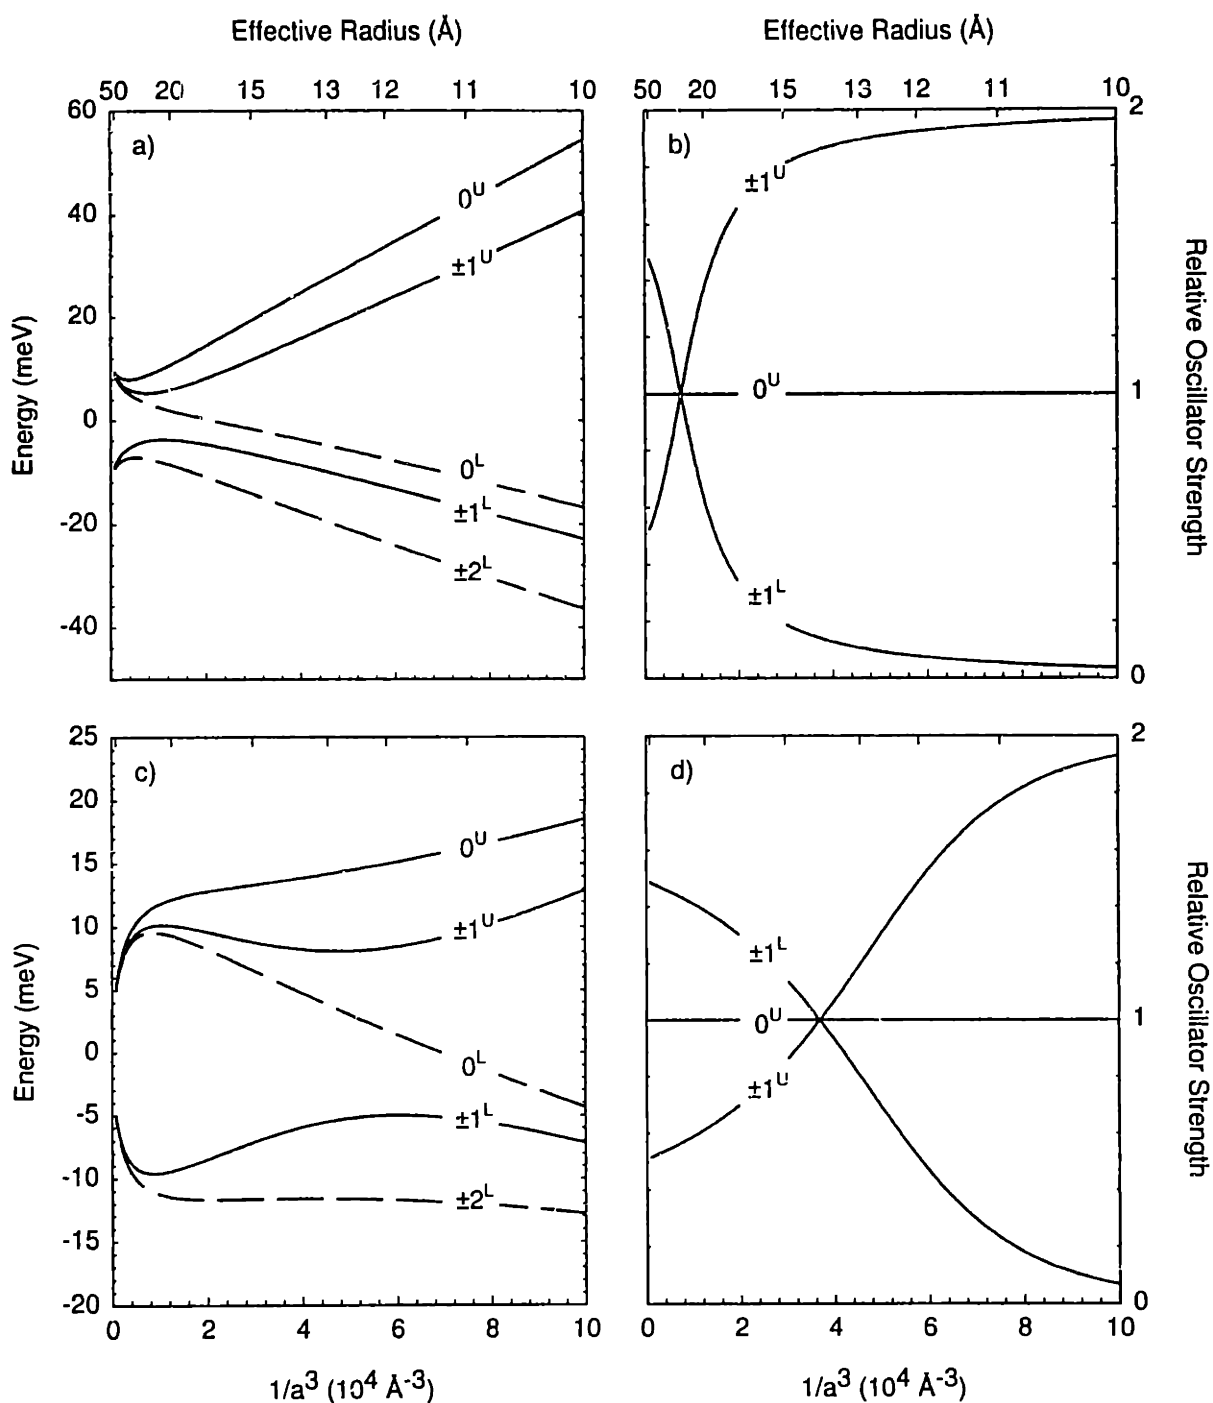 Effective Radius (Å)
Effective Radius (Å)
50 20 15 13 12 11 10
50 20 15 13 12 11 10
60
40
20
0
-20
-40
Energy (meV)
a)
0ᵁ
±1ᵁ
0ᴸ
±1ᴸ
±2ᴸ
b)
±1ᵁ
0ᵁ
±1ᴸ
2
1
0
Relative Oscillator Strength
25
20
15
10
5
0
-5
-10
-15
-20
Energy (meV)
c)
0ᵁ
±1ᵁ
0ᴸ
±1ᴸ
±2ᴸ
0 2 4 6 8 10
1/a³ (10⁴ Å⁻³)
d)
±1ᴸ
0ᵁ
±1ᵁ
2
1
0
Relative Oscillator Strength
0 2 4 6 8 10
1/a³ (10⁴ Å⁻³)